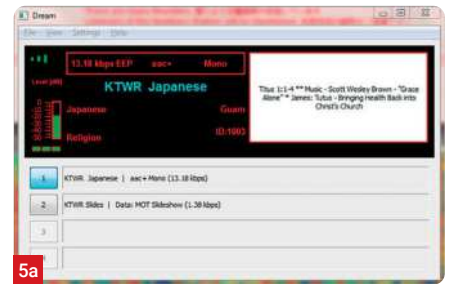 Dream
File View Settings Help
13.18 kbps EEP aac+ Mono
Level [dB]
KTWR Japanese
Japanese Guam
Religion ID:1003
Titus 1:1-4 ** Music - Scott Wesley Brown - "Grace
Alone" * James: Tutus - Bringing Health Back into
Christ's Church
1 KTWR Japanese | aac+ Mono (13.18 kbps)
2 KTWR Slides | Data: MOT Slideshow (1.38 kbps)
3
5a